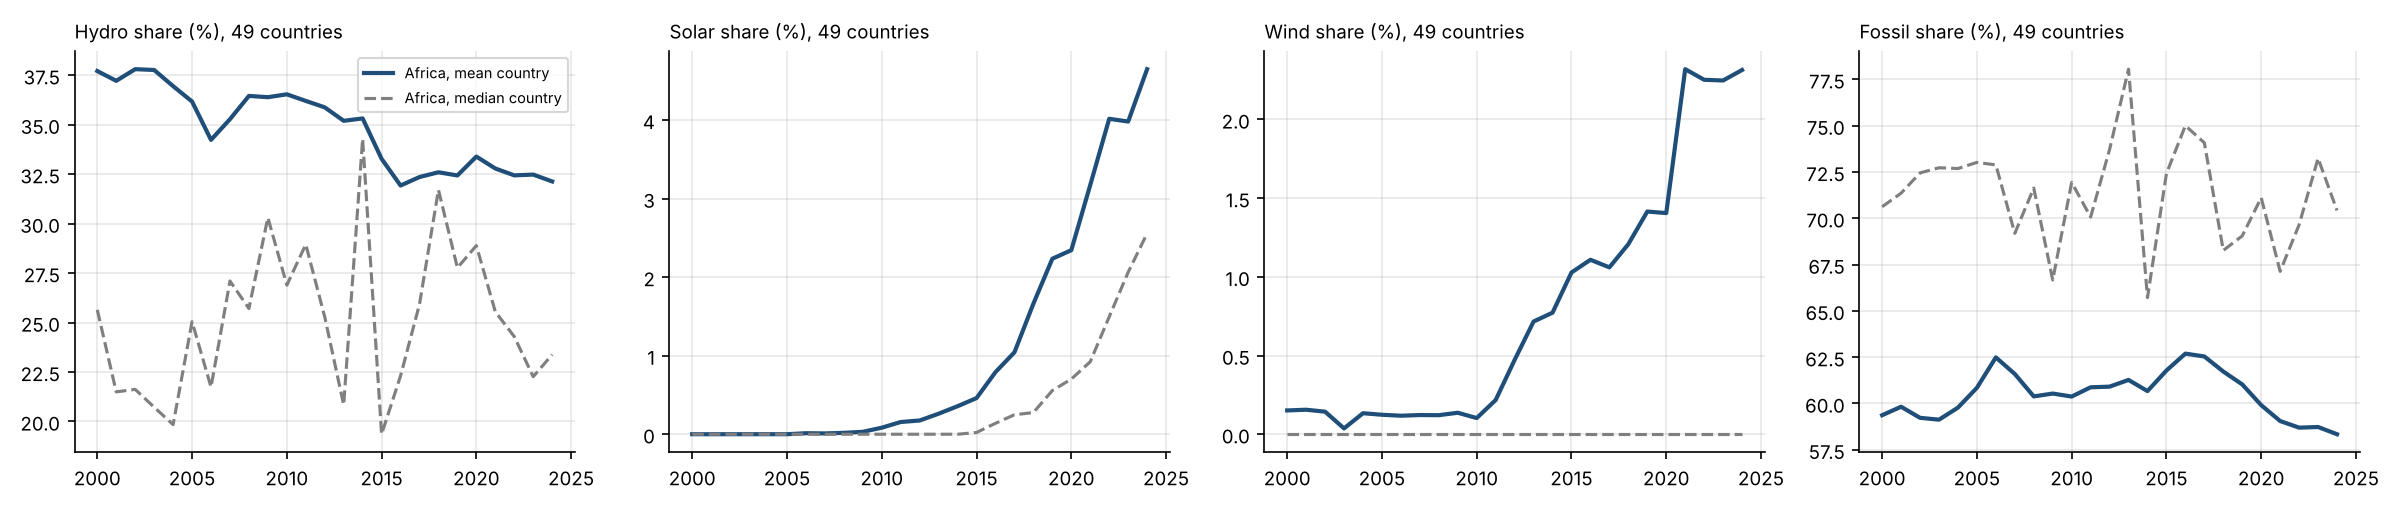 Hydro share (%), 49 countries
Africa, mean country
Africa, median country
37.5
35.0
32.5
30.0
27.5
25.0
22.5
20.0
2000 2005 2010 2015 2020 2025
Solar share (%), 49 countries
4
3
2
1
0
2000 2005 2010 2015 2020 2025
Wind share (%), 49 countries
2.0
1.5
1.0
0.5
0.0
2000 2005 2010 2015 2020 2025
Fossil share (%), 49 countries
77.5
75.0
72.5
70.0
67.5
65.0
62.5
60.0
57.5
2000 2005 2010 2015 2020 2025